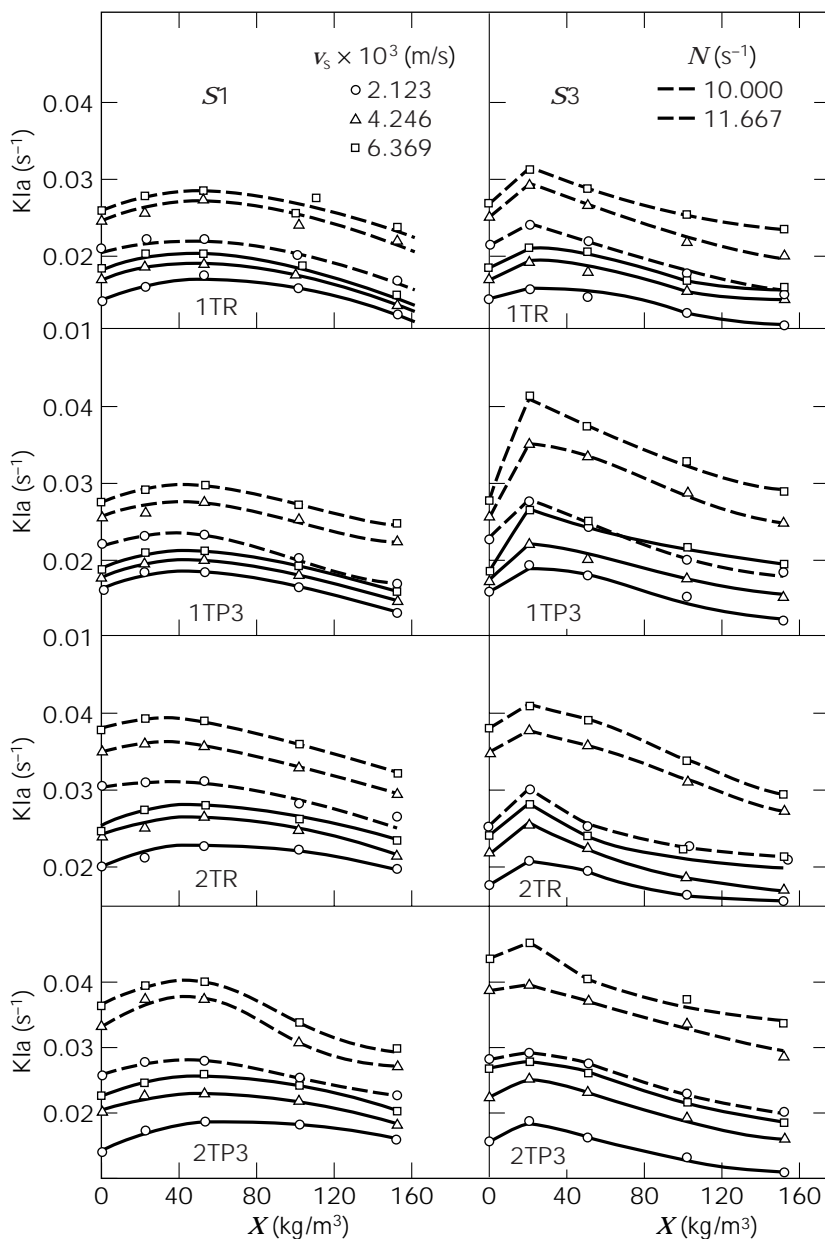 v_s × 10³ (m/s)
S1
2.123
4.246
6.369
N (s⁻¹)
S3
10.000
11.667
Kla (s⁻¹)
0.04
0.03
0.02
0.01
1TR
1TR
Kla (s⁻¹)
0.04
0.03
0.02
0.01
1TP3
1TP3
Kla (s⁻¹)
0.04
0.03
0.02
2TR
2TR
Kla (s⁻¹)
0.04
0.03
0.02
2TP3
2TP3
0 40 80 120 160
0 40 80 120 160
X (kg/m³)
X (kg/m³)